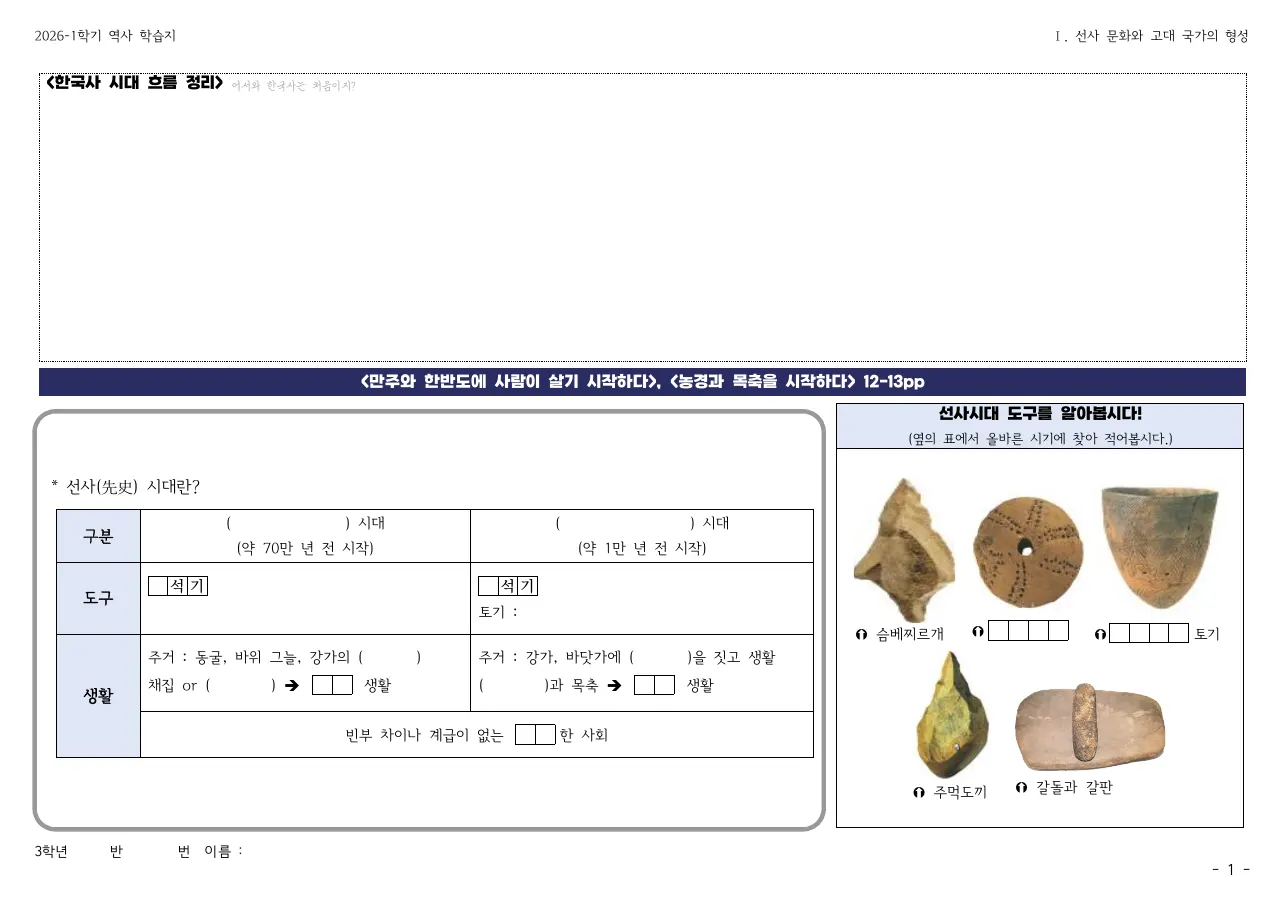 2026-1학기 역사 학습지
Ⅰ. 선사 문화와 고대 국가의 형성
<한국사 시대 흐름 정리> 어서와 한국사는 처음이지?
<만주와 한반도에 사람이 살기 시작하다>, <농경과 목축을 시작하다> 12-13pp
* 선사(先史) 시대란?
구분
( ) 시대
(약 70만 년 전 시작)
( ) 시대
(약 1만 년 전 시작)
도구
석기
석기
토기 :
생활
주거 : 동굴, 바위 그늘, 강가의 ( )
채집 or ( ) ➔ 생활
주거 : 강가, 바닷가에 ( )을 짓고 생활
( )과 목축 ➔ 생활
빈부 차이나 계급이 없는 한 사회
선사시대 도구를 알아봅시다!
(옆의 표에서 올바른 시기에 찾아 적어봅시다.)
슴베찌르개
토기
주먹도끼
갈돌과 갈판
3학년 반 번 이름 :
- 1 -